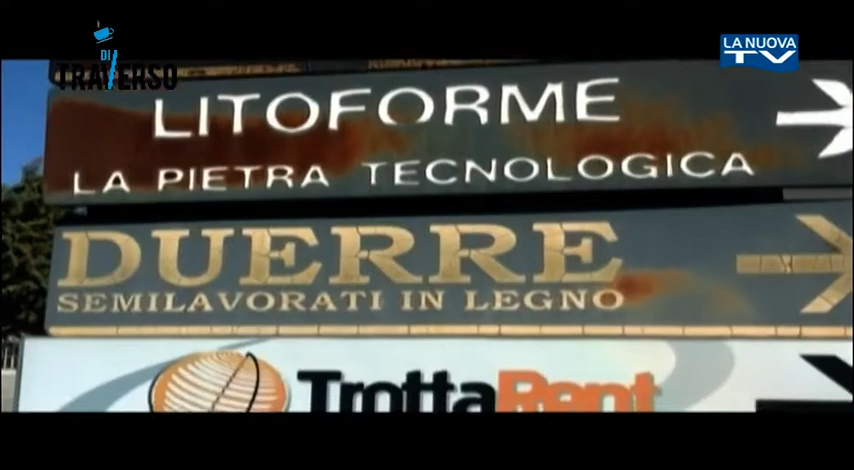 DI
TRAVERSO
LA NUOVA
TV
LITOFORME
LA PIETRA TECNOLOGICA
DUERRE
SEMILAVORATI IN LEGNO
TrottaRent